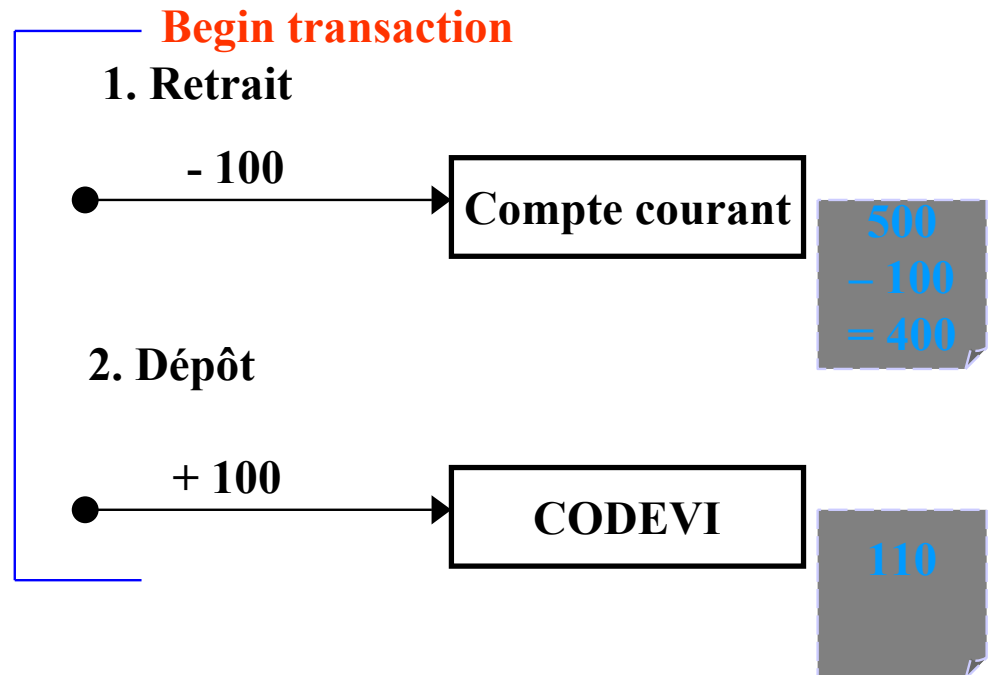 Begin transaction
1. Retrait
- 100
Compte courant
500
– 100
= 400
2. Dépôt
+ 100
CODEVI
110